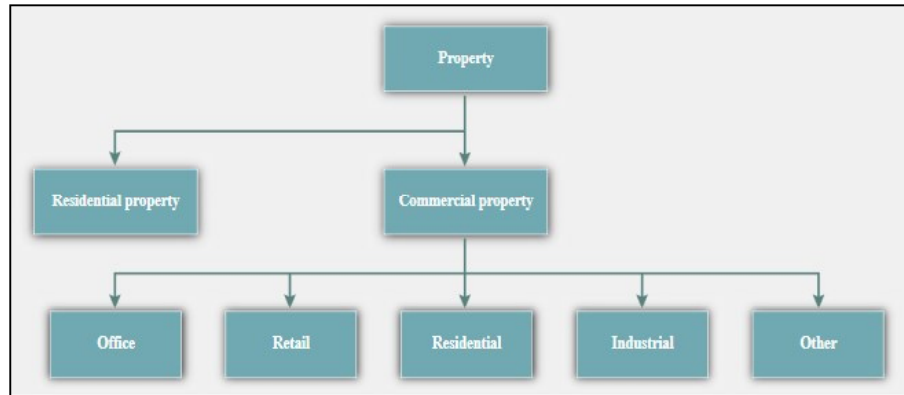 Property
Residential property
Commercial property
Office
Retail
Residential
Industrial
Other